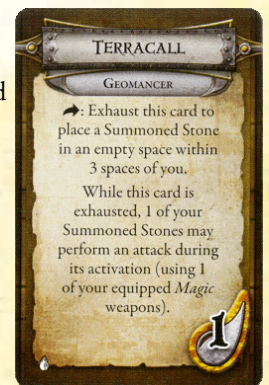 d
TERRACALL
GEOMANCER
➔: Exhaust this card to
place a Summoned Stone
in an empty space within
3 spaces of you.
While this card is
exhausted, 1 of your
Summoned Stones may
perform an attack during
its activation (using 1
of your equipped Magic
weapons).
1